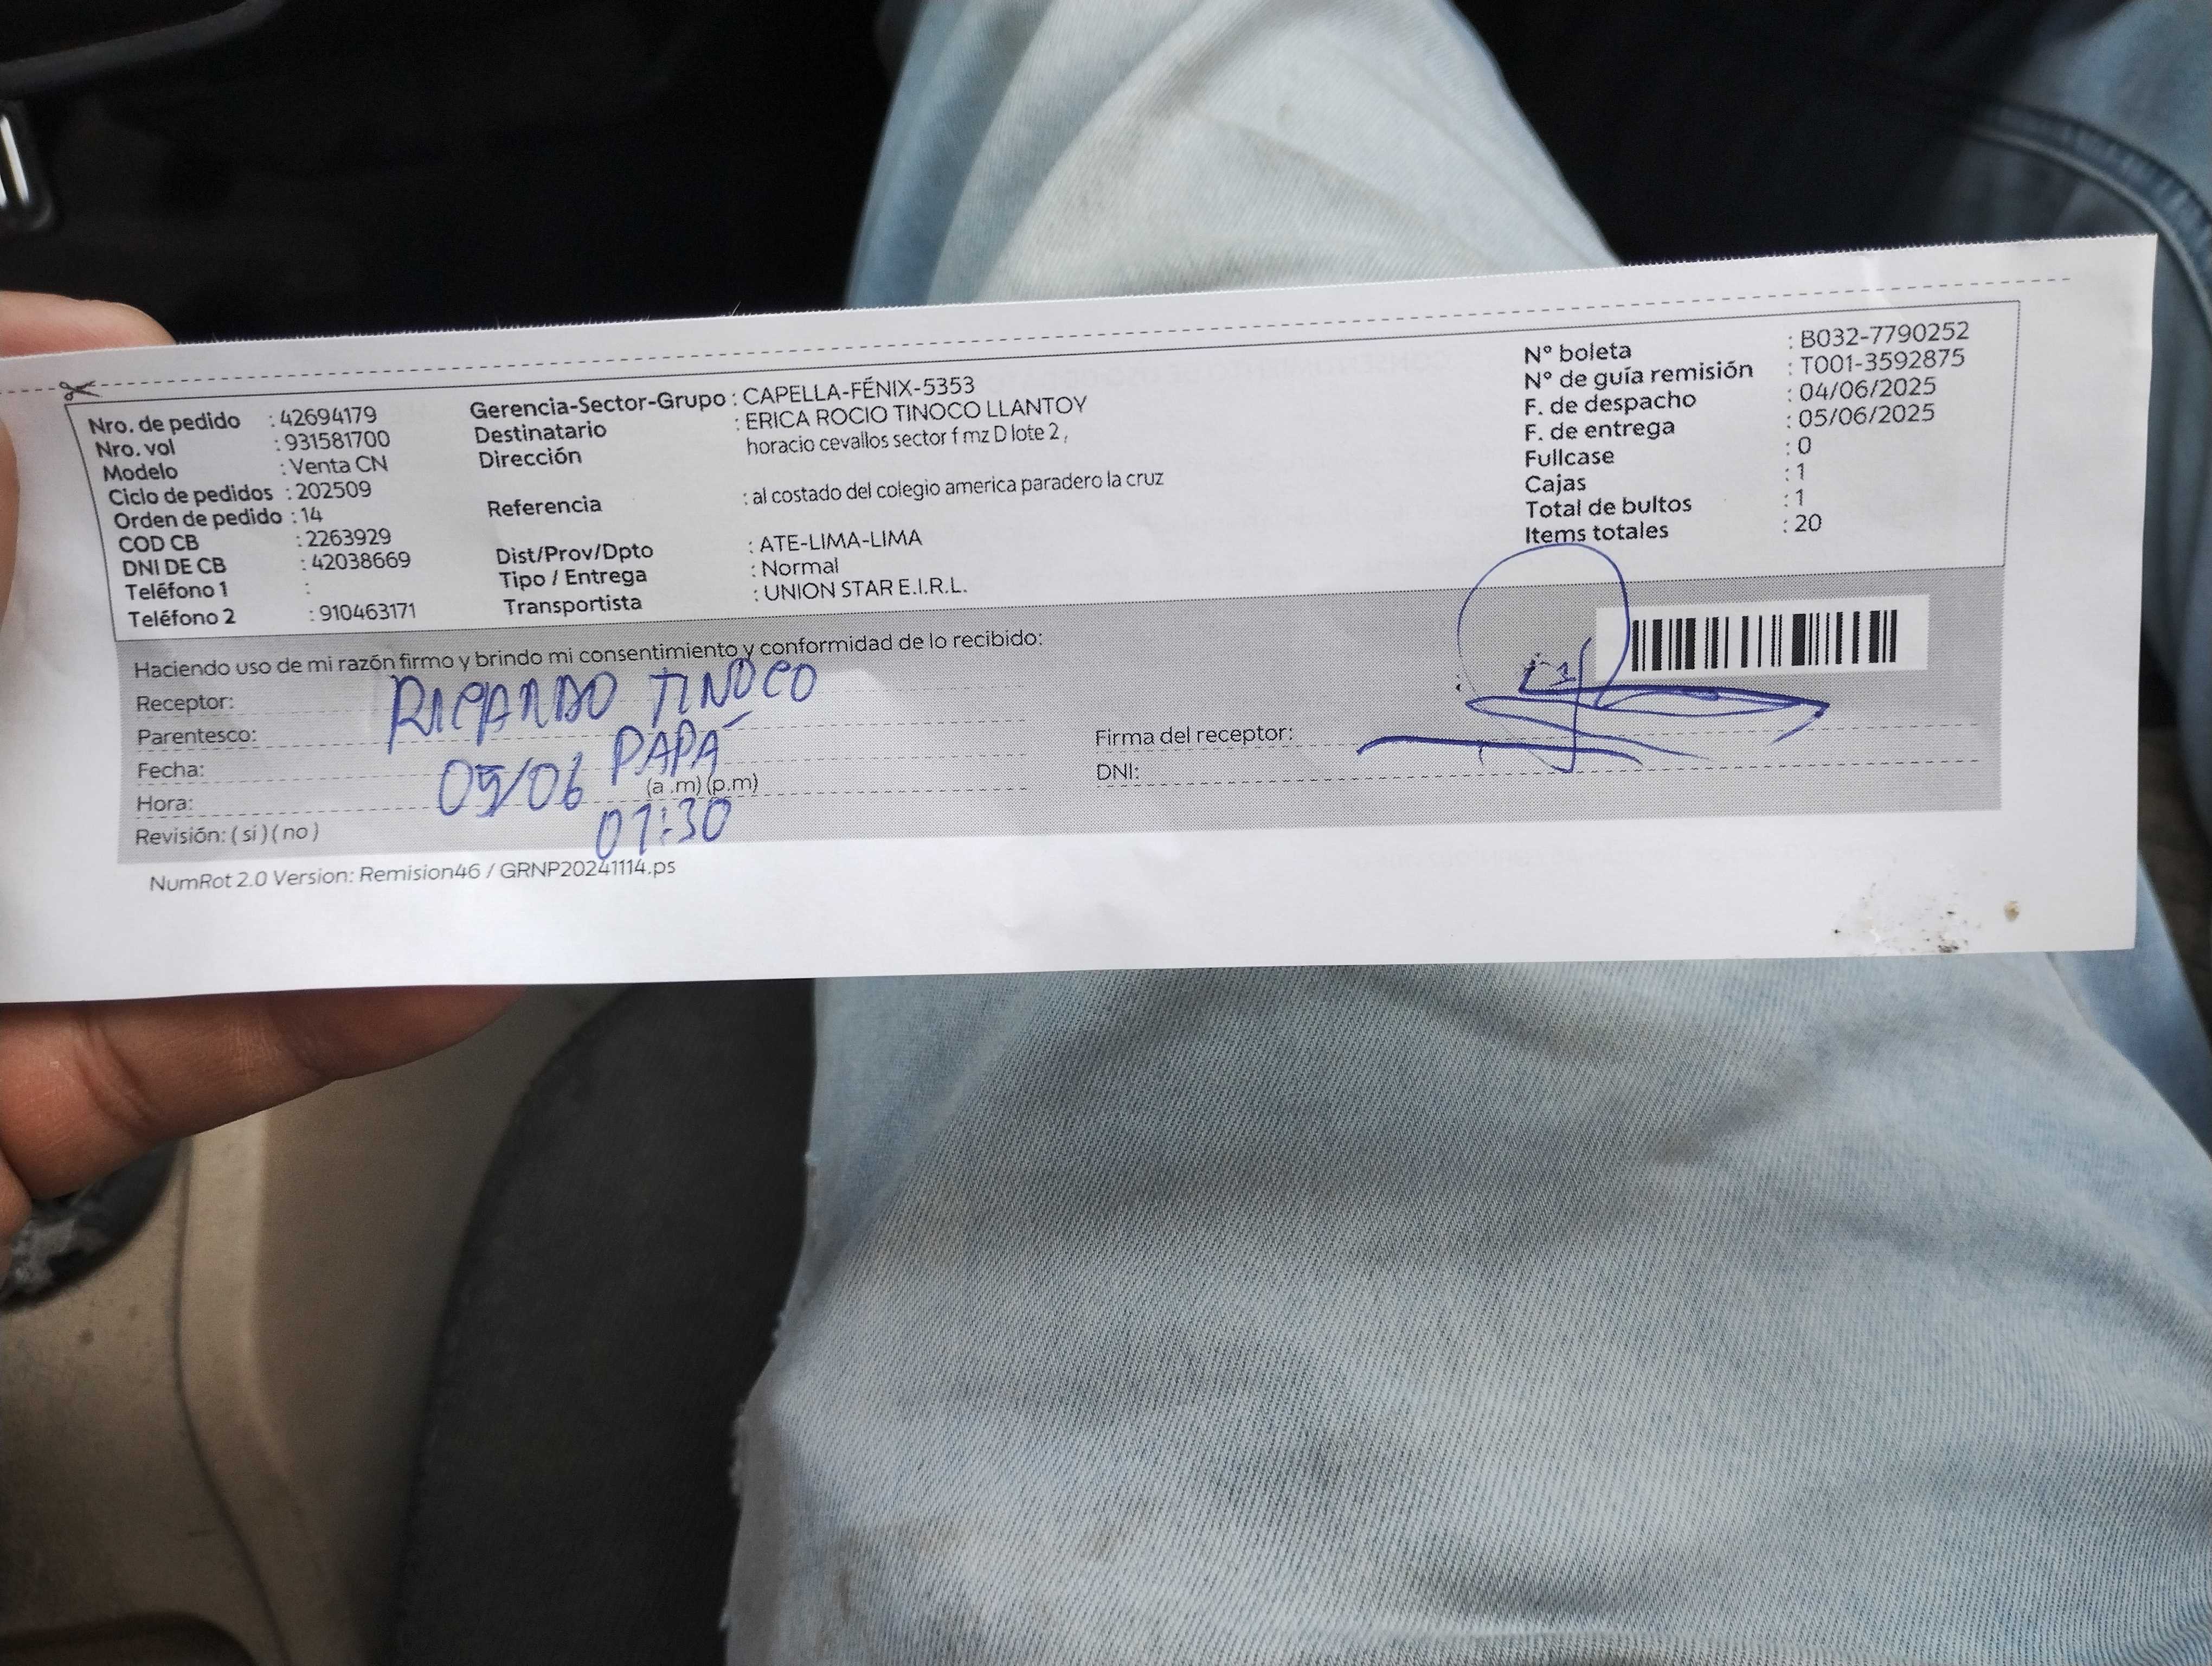 Nro. de pedido : 42694179
Nro. vol : 931581700
Modelo : Venta CN
Ciclo de pedidos : 202509
Orden de pedido : 14
COD CB : 2263929
DNI DE CB : 42038669
Teléfono 1 :
Teléfono 2 : 910463171
Gerencia-Sector-Grupo : CAPELLA-FÉNIX-5353
Destinatario : ERICA ROCIO TINOCO LLANTOY
Dirección horacio cevallos sector f mz D lote 2 ,
Referencia : al costado del colegio america paradero la cruz
Dist/Prov/Dpto : ATE-LIMA-LIMA
Tipo / Entrega : Normal
Transportista : UNION STAR E.I.R.L.
N° boleta : B032-7790252
N° de guía remisión : T001-3592875
F. de despacho : 04/06/2025
F. de entrega : 05/06/2025
Fullcase : 0
Cajas : 1
Total de bultos : 1
Items totales : 20
Haciendo uso de mi razón firmo y brindo mi consentimiento y conformidad de lo recibido:
Receptor: RICARDO TINOCO
Parentesco: PAPÁ
Fecha: 05/06
Hora: (a .m) (p.m) 01:30
Revisión: ( si ) ( no )
Firma del receptor:
DNI:
NumRot 2.0 Version: Remision46 / GRNP20241114.ps